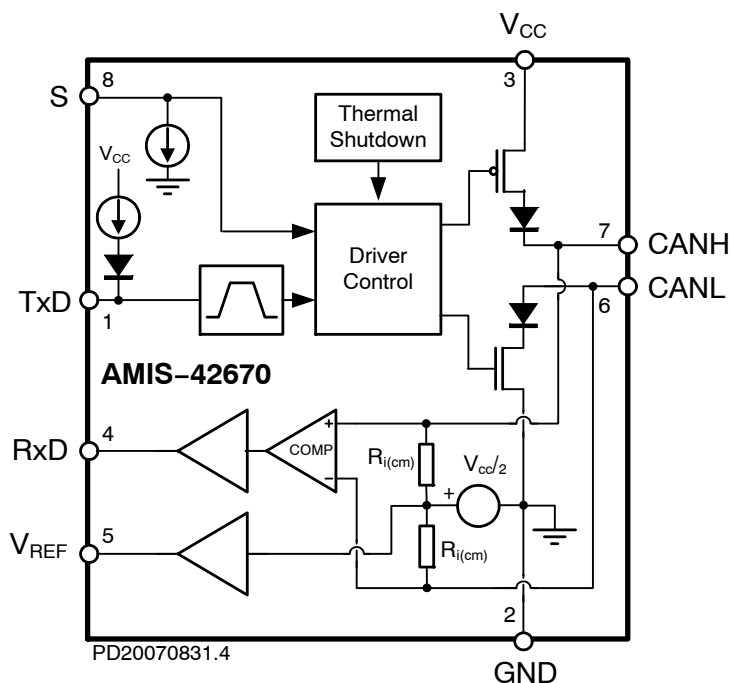 VCC
3
8
S
Thermal
Shutdown
VCC
7
CANH
Driver
Control
CANL
6
TxD
1
AMIS−42670
RxD
4
+
COMP
−
Ri(cm)
Vcc/2
+
VREF
5
Ri(cm)
2
PD20070831.4
GND